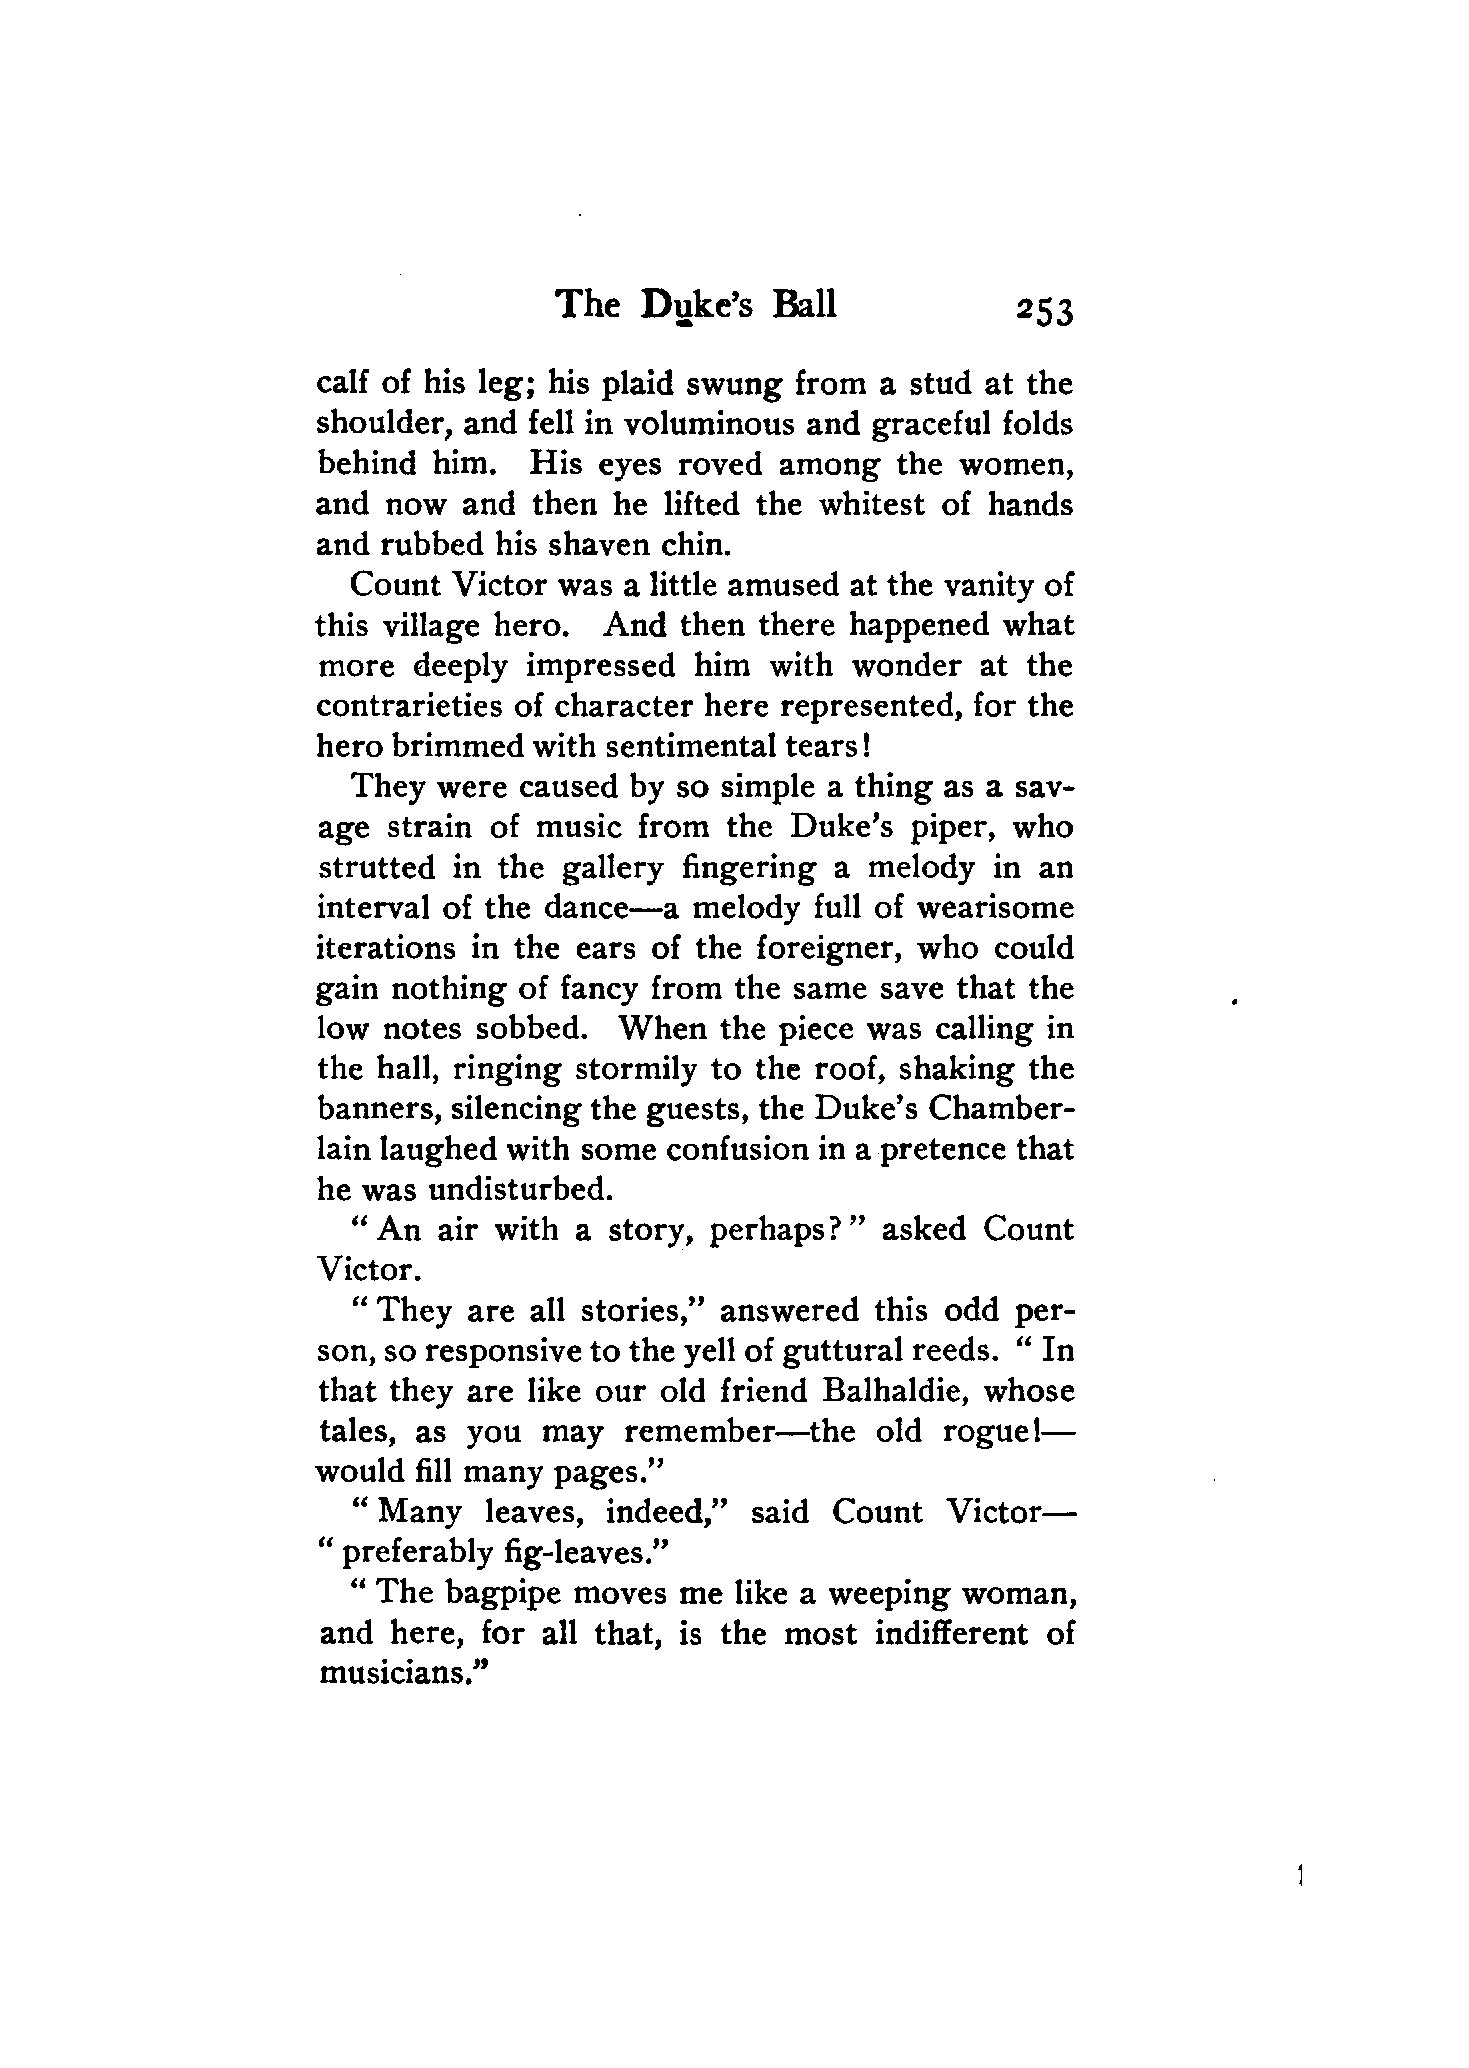 The Duke's Ball 253
calf of his leg; his plaid swung from a stud at the
shoulder, and fell in voluminous and graceful folds
behind him. His eyes roved among the women,
and now and then he lifted the whitest of hands
and rubbed his shaven chin.
Count Victor was a little amused at the vanity of
this village hero. And then there happened what
more deeply impressed him with wonder at the
contrarieties of character here represented, for the
hero brimmed with sentimental tears!
They were caused by so simple a thing as a sav-
age strain of music from the Duke's piper, who
strutted in the gallery fingering a melody in an
interval of the dance—a melody full of wearisome
iterations in the ears of the foreigner, who could
gain nothing of fancy from the same save that the
low notes sobbed. When the piece was calling in
the hall, ringing stormily to the roof, shaking the
banners, silencing the guests, the Duke's Chamber-
lain laughed with some confusion in a pretence that
he was undisturbed.
"An air with a story, perhaps?" asked Count
Victor.
"They are all stories," answered this odd per-
son, so responsive to the yell of guttural reeds. "In
that they are like our old friend Balhaldie, whose
tales, as you may remember—the old rogue!—
would fill many pages."
"Many leaves, indeed," said Count Victor—
"preferably fig-leaves."
"The bagpipe moves me like a weeping woman,
and here, for all that, is the most indifferent of
musicians."